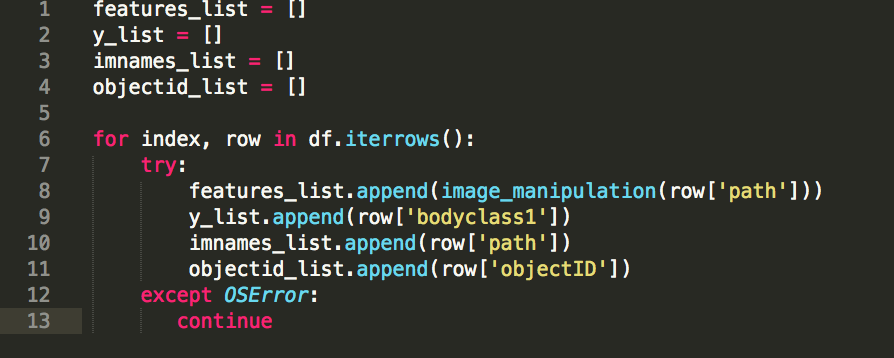 1 features_list = []
2 y_list = []
3 imnames_list = []
4 objectid_list = []
5
6 for index, row in df.iterrows():
7     try:
8         features_list.append(image_manipulation(row['path']))
9         y_list.append(row['bodyclass1'])
10         imnames_list.append(row['path'])
11         objectid_list.append(row['objectID'])
12     except OSError:
13        continue